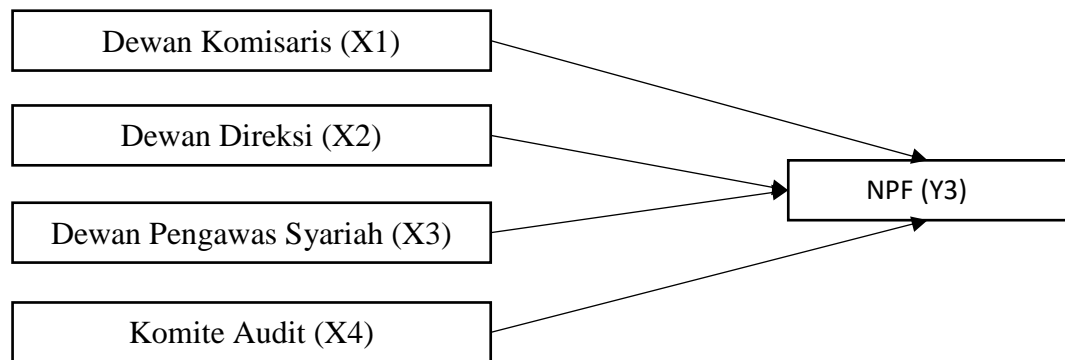 Dewan Komisaris (X1)
Dewan Direksi (X2)
NPF (Y3)
Dewan Pengawas Syariah (X3)
Komite Audit (X4)